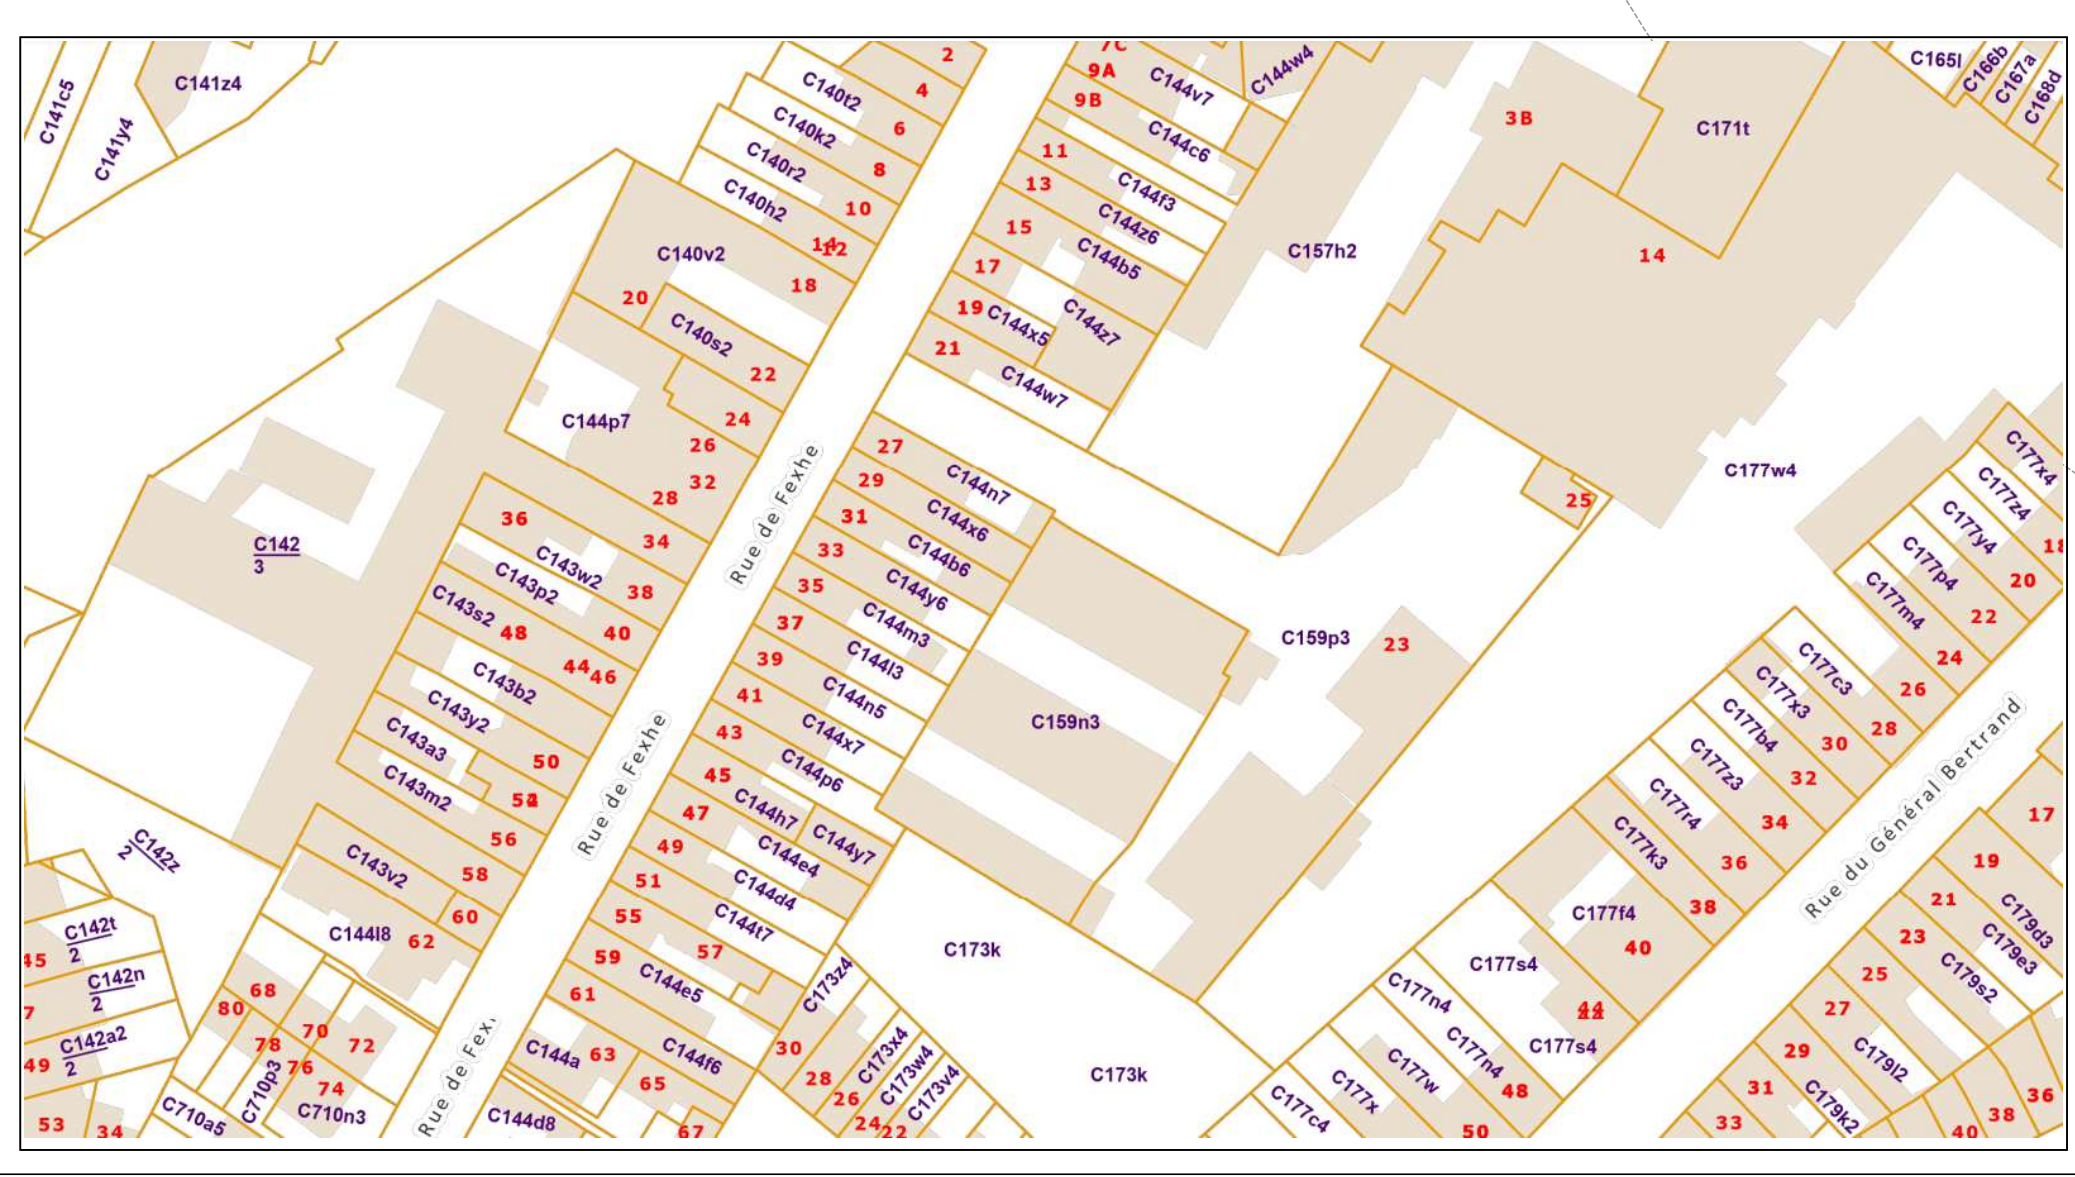 2
7C
C165l
C166b
C167a
C168d
C141z4
C141c5
C141y4
C140t2
4
9A
C144v7
C144w4
9B
3B
C171t
C140k2
6
C144c6
C140r2
8
11
C144f3
C140h2
10
13
C144z6
14
12
15
C144b5
C157h2
14
C140v2
18
17
20
19
C144x5
C144z7
C140s2
21
C144w7
22
24
C144p7
26
27
C144n7
C177w4
C177x4
32
28
29
C144x6
25
C177z4
36
34
31
C144b6
C177y4
C142
3
C143w2
33
C144y6
C177p4
C143p2
38
35
C144m3
20
C177m4
C143s2
48
40
37
C144l3
C159p3
23
22
44
46
39
C144n5
24
C143b2
41
C144x7
C159n3
C177c3
26
C143y2
43
C144p6
C177x3
28
C143a3
50
45
C144h7
C177b4
30
C143m2
47
C144y7
C177z3
32
56
49
C144e4
C177r4
34
17
C142z
2
C143v2
58
51
C144d4
C177k3
36
19
60
55
C144t7
C177f4
38
21
C179d3
C142t
2
C144l8
62
57
C173k
40
23
C179e3
45
59
C144e5
C173z4
C177s4
25
C179s2
C142n
2
68
61
C177n4
44
27
7
80
70
72
C144a
63
C144f6
30
C173x4
C177n4
C177s4
29
C179l2
C142a2
2
49
78
76
65
28
C173w4
C173k
C177w
48
31
36
74
C710p3
26
C173v4
C177x
C179k2
38
53
34
C710a5
C710n3
C144d8
67
24
22
C177c4
50
33
40
Rue de Fexhe
Rue de Fexhe
Rue de Fex
Rue du Général Bertrand